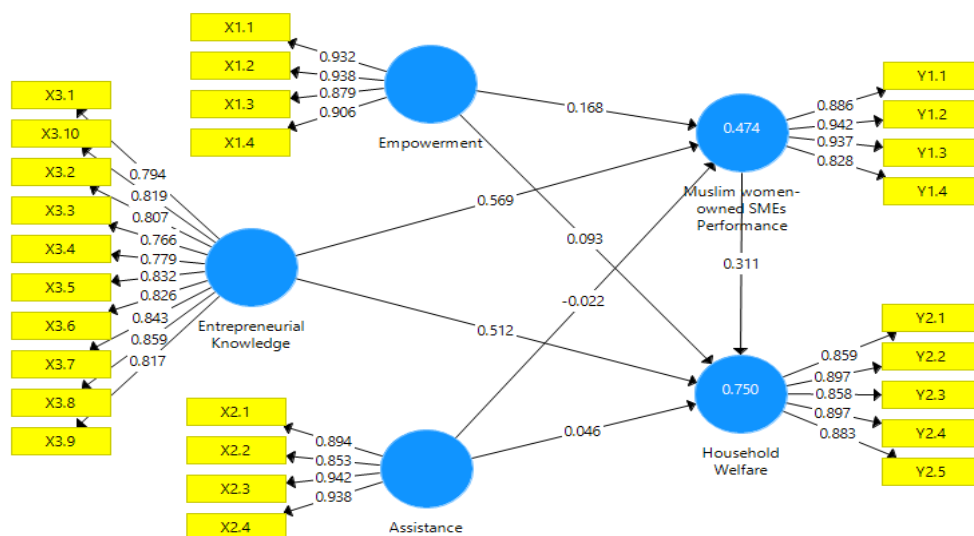 X1.1
X1.2
X1.3
X1.4
0.932
0.938
0.879
0.906
Empowerment
X3.1
X3.10
X3.2
X3.3
X3.4
X3.5
X3.6
X3.7
X3.8
X3.9
0.794
0.819
0.807
0.766
0.779
0.832
0.826
0.843
0.859
0.817
Entrepreneurial
Knowledge
X2.1
X2.2
X2.3
X2.4
0.894
0.853
0.942
0.938
Assistance
0.168
0.569
0.093
-0.022
0.512
0.046
0.311
0.474
Muslim women-
owned SMEs
Performance
0.886
0.942
0.937
0.828
Y1.1
Y1.2
Y1.3
Y1.4
0.750
Household
Welfare
0.859
0.897
0.858
0.897
0.883
Y2.1
Y2.2
Y2.3
Y2.4
Y2.5